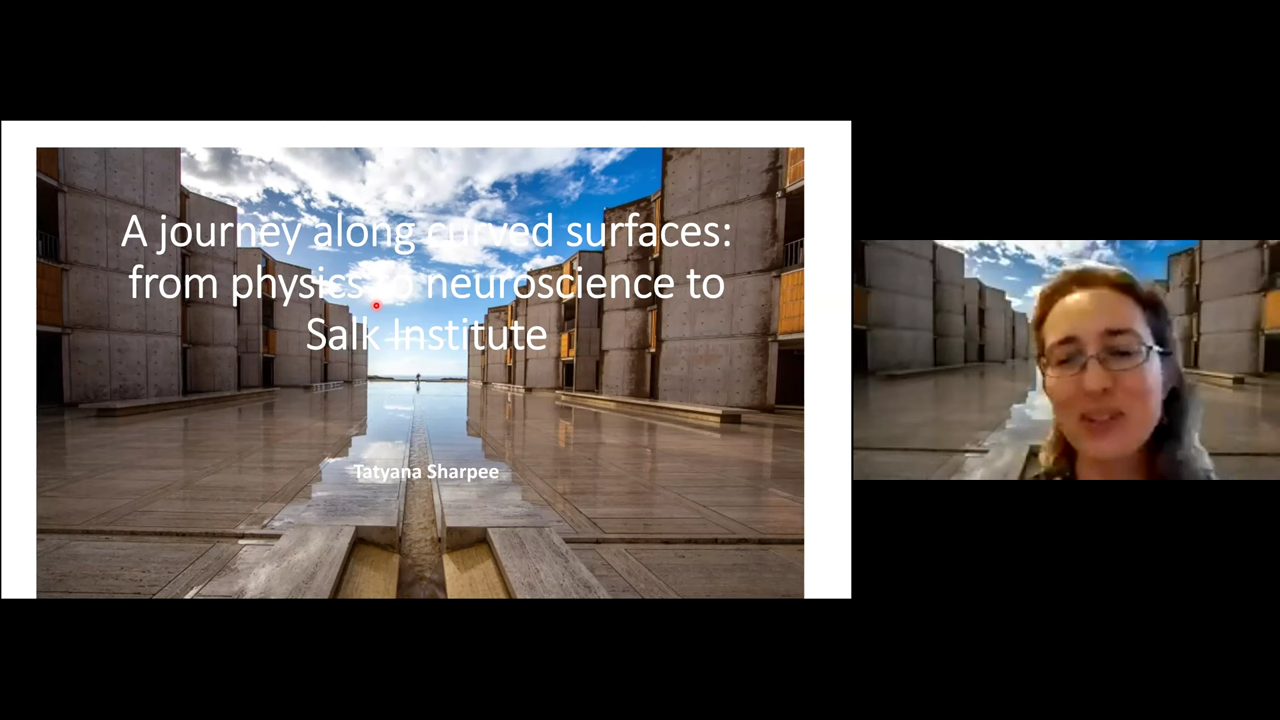 A journey along curved surfaces:
from physics to neuroscience to
Salk Institute
Tatyana Sharpee